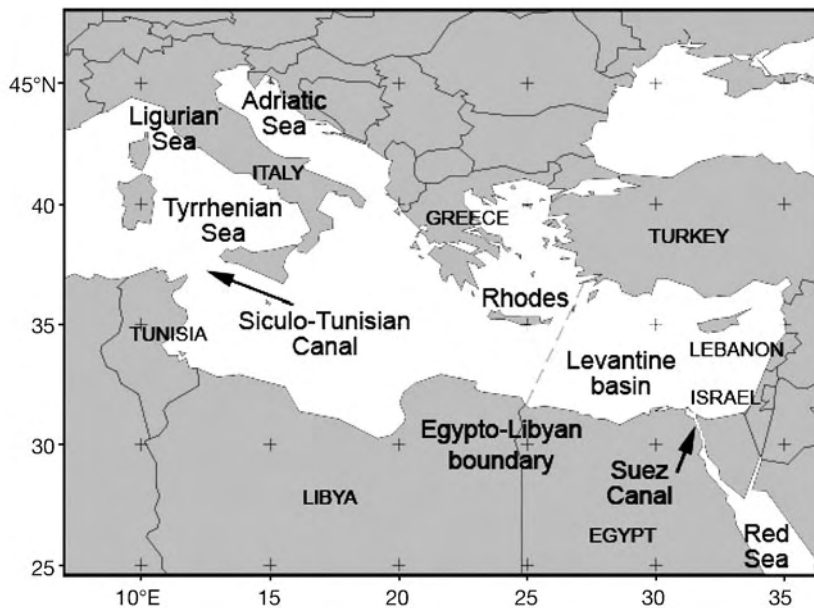 45°N
Adriatic
Sea
Ligurian
Sea
ITALY
40
Tyrrhenian
Sea
GREECE
TURKEY
Rhodes
35
TUNISIA
Siculo-Tunisian
Canal
Levantine
basin
LEBANON
ISRAEL
30
Egypto-Libyan
boundary
Suez
Canal
LIBYA
EGYPT
Red
Sea
25
10°E 15 20 25 30 35